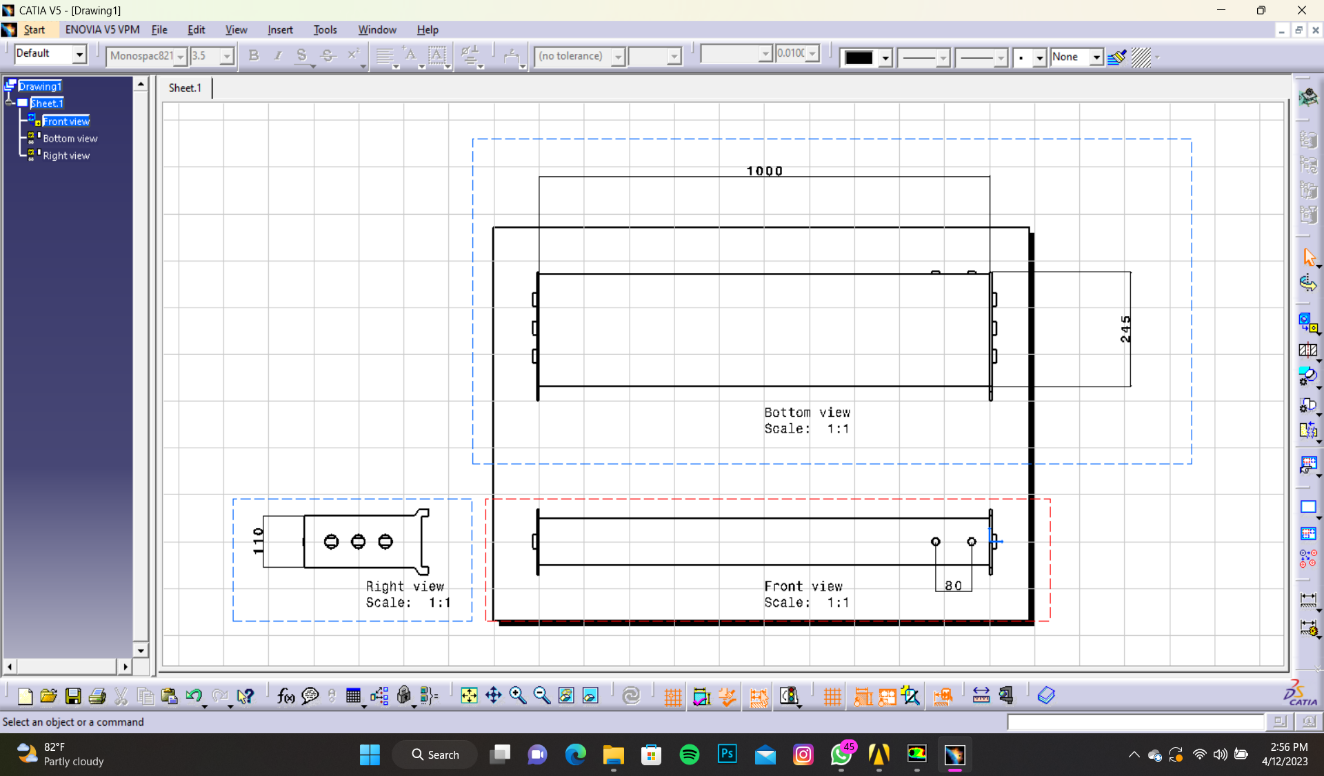 CATIA V5 - [Drawing1]
Start ENOVIA V5 VPM File Edit View Insert Tools Window Help
Default Monospac821 3.5 B I S S (no tolerance) 0.010 None
Drawing1
Sheet.1
Front view
Bottom view
Right view
Sheet.1
1000
245
Bottom view
Scale: 1:1
110
Right view
Scale: 1:1
80
Front view
Scale: 1:1
f(x)
CATIA
Select an object or a command
82°F
Partly cloudy
Search
Ps
45
2:56 PM
4/12/2023